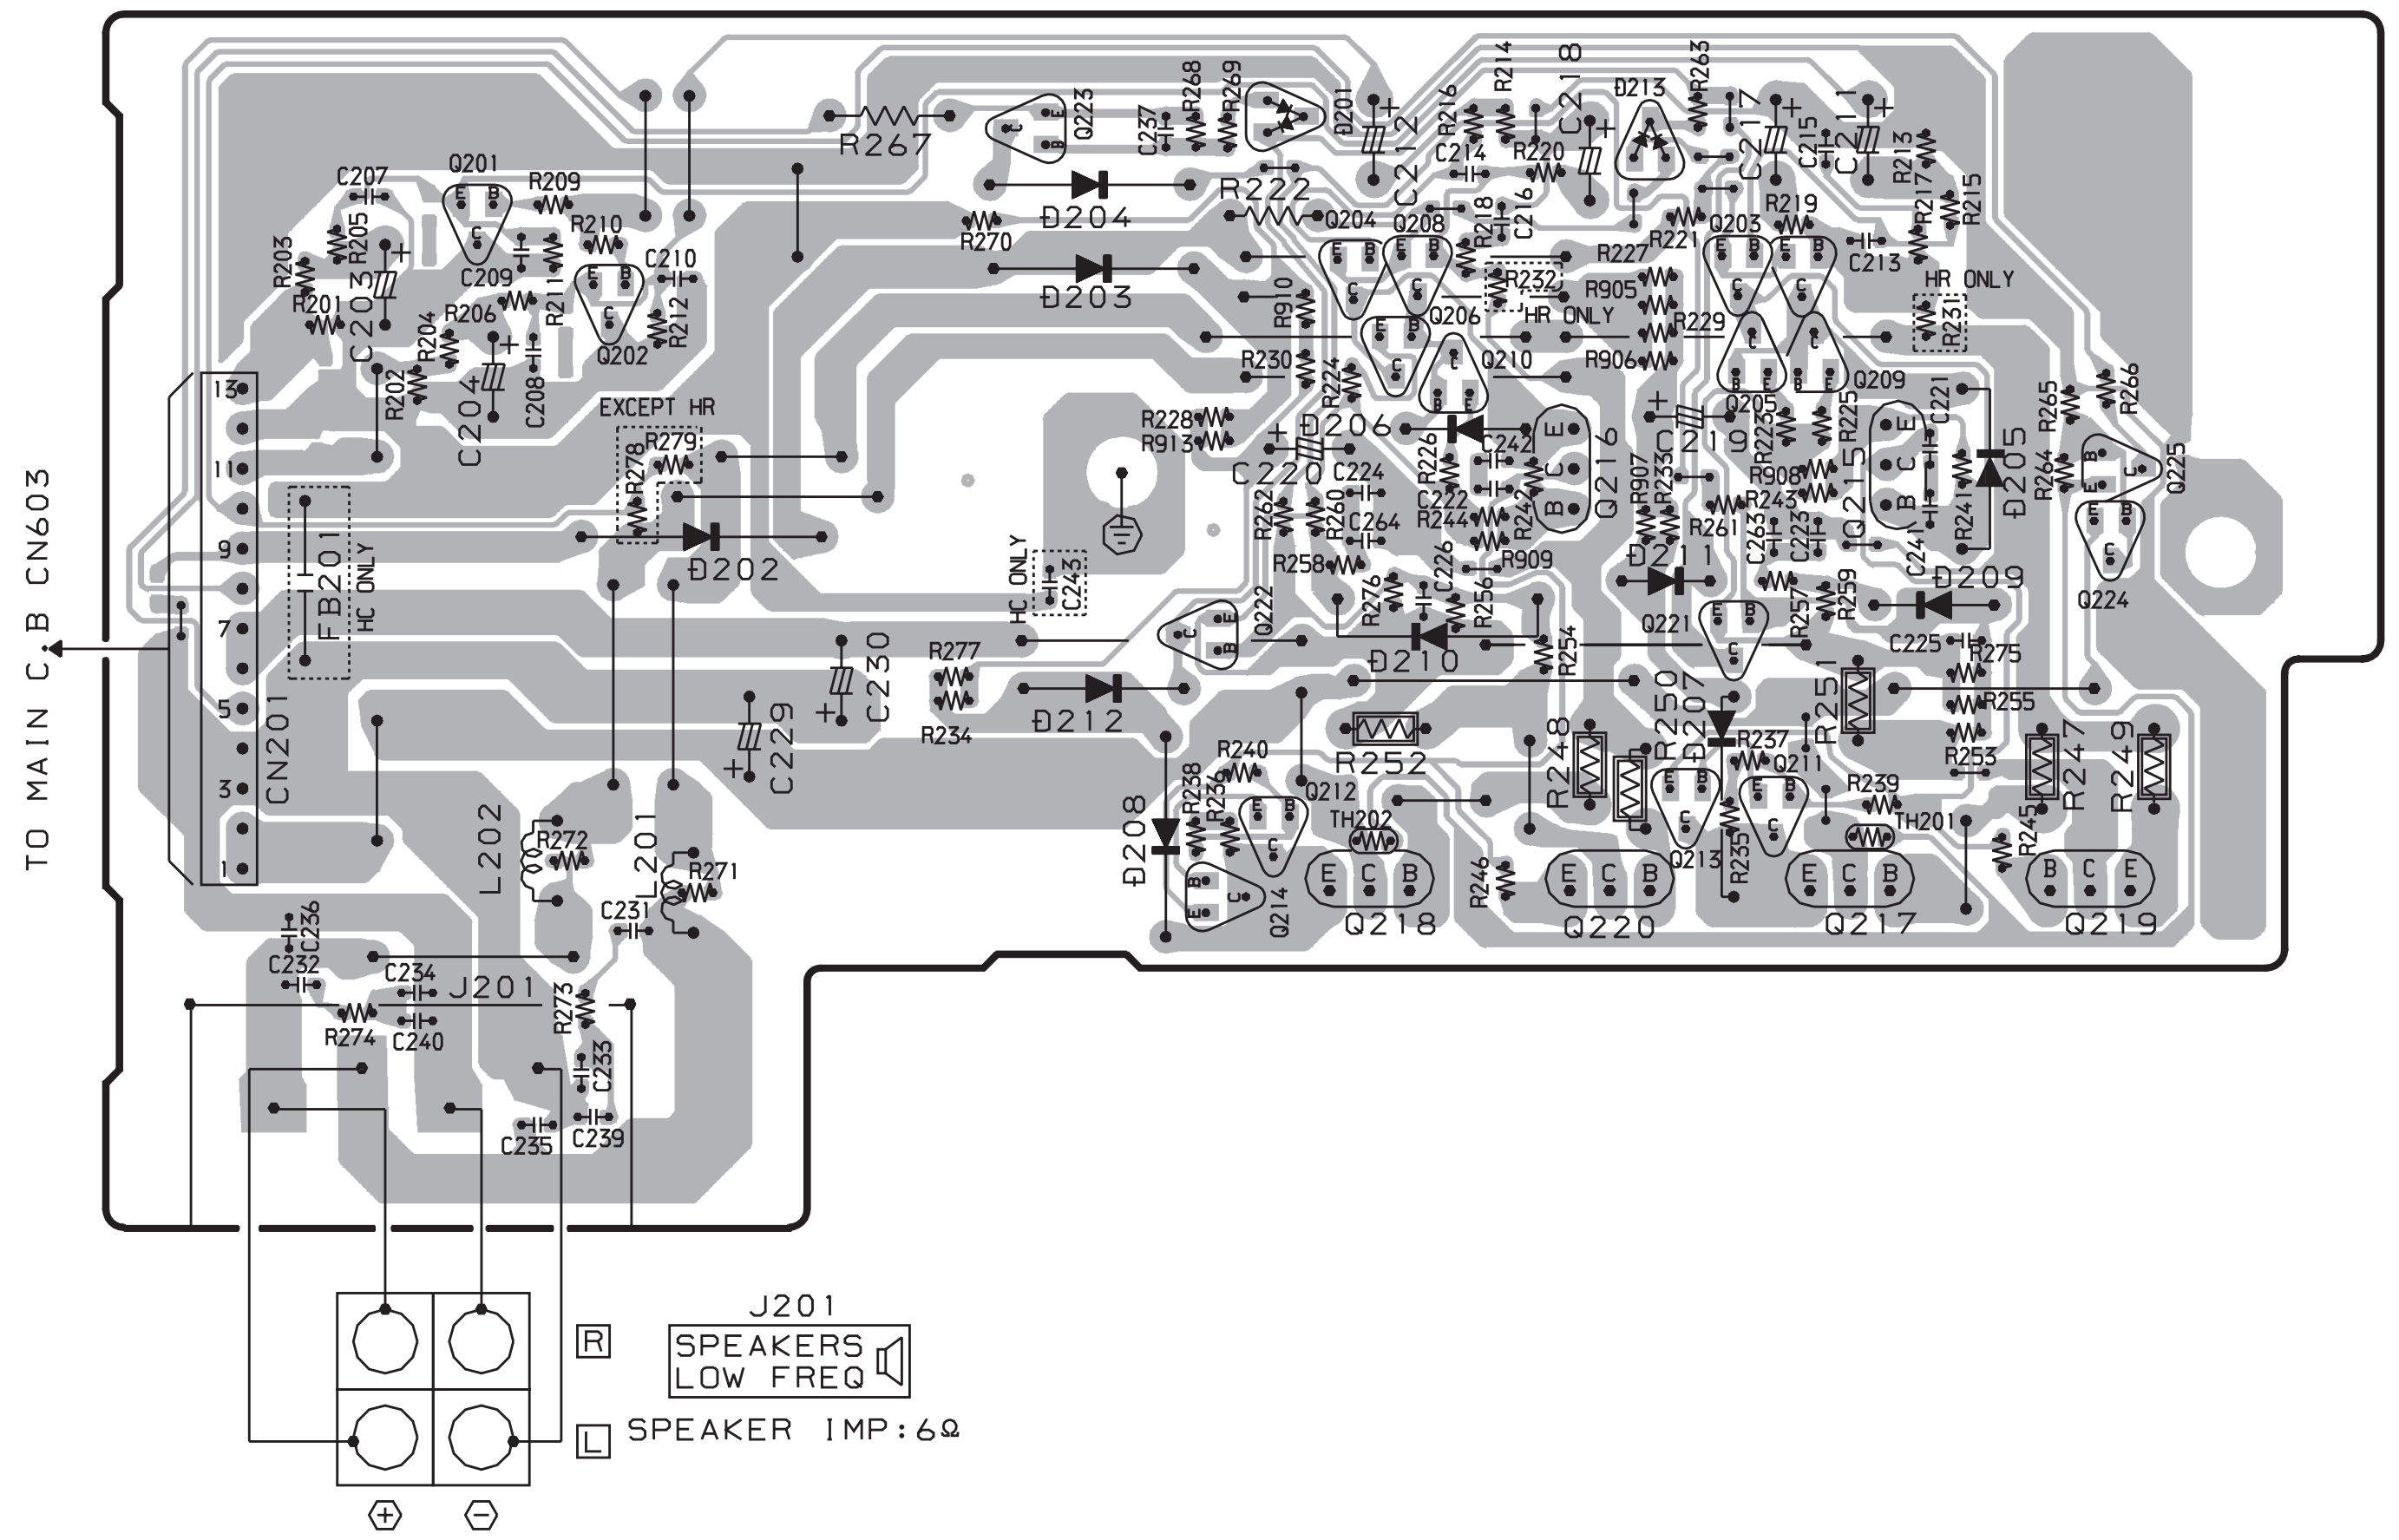 R267
Q223
C237
R268
R269
D201
C212
R216
R214
C218
D213
R263
C217
C215
C211
R213
C214
R220
R217
R215
C207
Q201
R209
R205
R203
R210
C209
C210
R201
C203
R206
R211
R212
R204
Q202
R202
C204
C208
D204
R270
D203
R222
Q204
Q208
R218
C216
R227
R221
Q203
R219
C213
R910
R232
HR ONLY
R905
HR ONLY
R231
Q206
R229
R230
R224
Q210
R906
Q205
Q209
EXCEPT HR
R279
R278
R228
R913
D206
C220
R226
C242
C224
C222
R244
R242
Q216
E
C
B
C219
R907
R233
R223
R225
R908
R243
Q215
E
C
B
C221
C241
R241
D205
R265
R266
R264
Q225
Q224
TO MAIN C.B CN603
13
11
9
7
5
3
1
CN201
FB201
HC ONLY
D202
HC ONLY
C243
R262
R260
C264
R258
R276
C226
R256
R909
D211
R261
C263
C223
R257
R259
D209
Q222
Q221
C225
R275
C230
R277
R234
C229
D212
D210
R254
R255
R253
R240
R252
R248
R250
D207
R237
R251
Q211
R239
R247
R249
D208
R238
R236
Q212
TH202
Q213
R235
TH201
R245
Q214
R246
E C B
Q218
E C B
Q220
E C B
Q217
B C E
Q219
L202
R272
L201
R271
C231
C236
C232
C234
J201
R274
C240
R273
C233
C235
C239
J201
R
SPEAKERS
LOW FREQ
L
SPEAKER IMP:6Ω
+
−